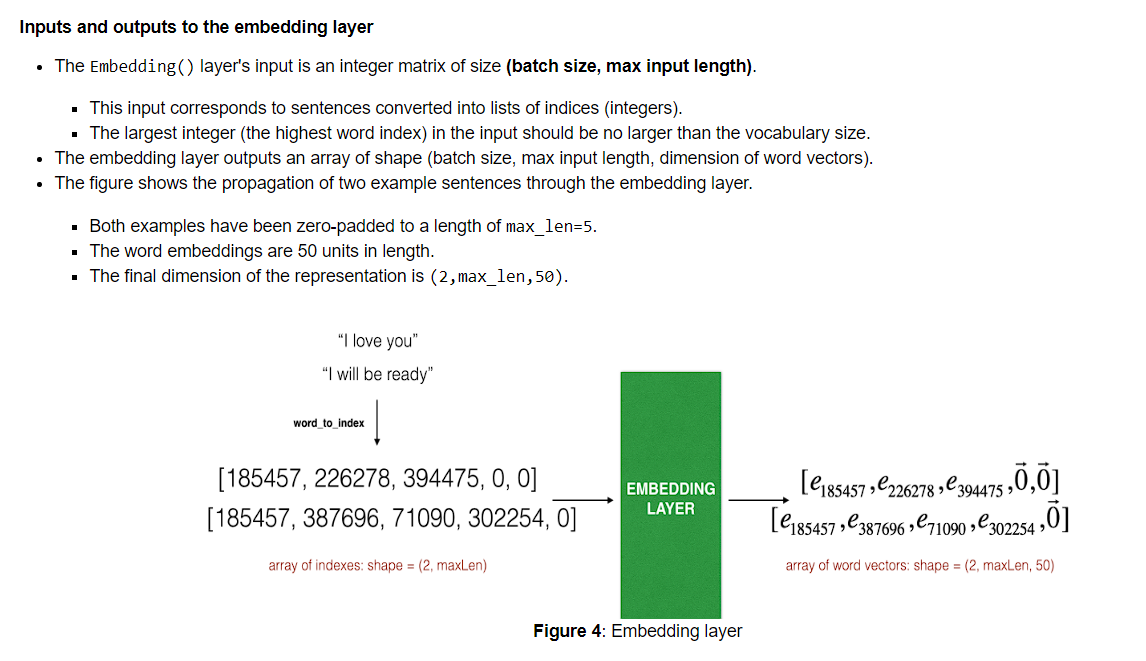 Inputs and outputs to the embedding layer
• The Embedding() layer's input is an integer matrix of size (batch size, max input length).
▪ This input corresponds to sentences converted into lists of indices (integers).
▪ The largest integer (the highest word index) in the input should be no larger than the vocabulary size.
• The embedding layer outputs an array of shape (batch size, max input length, dimension of word vectors).
• The figure shows the propagation of two example sentences through the embedding layer.
▪ Both examples have been zero-padded to a length of max_len=5.
▪ The word embeddings are 50 units in length.
▪ The final dimension of the representation is (2,max_len,50).
“I love you”
“I will be ready”
word_to_index
[185457, 226278, 394475, 0, 0]
[185457, 387696, 71090, 302254, 0]
array of indexes: shape = (2, maxLen)
EMBEDDING
LAYER
[e₁₈₅₄₅₇,e₂₂₆₂₇₈,e₃₉₄₄₇₅,0⃗,0⃗]
[e₁₈₅₄₅₇,e₃₈₇₆₉₆,e₇₁₀₉₀,e₃₀₂₂₅₄,0⃗]
array of word vectors: shape = (2, maxLen, 50)
Figure 4: Embedding layer